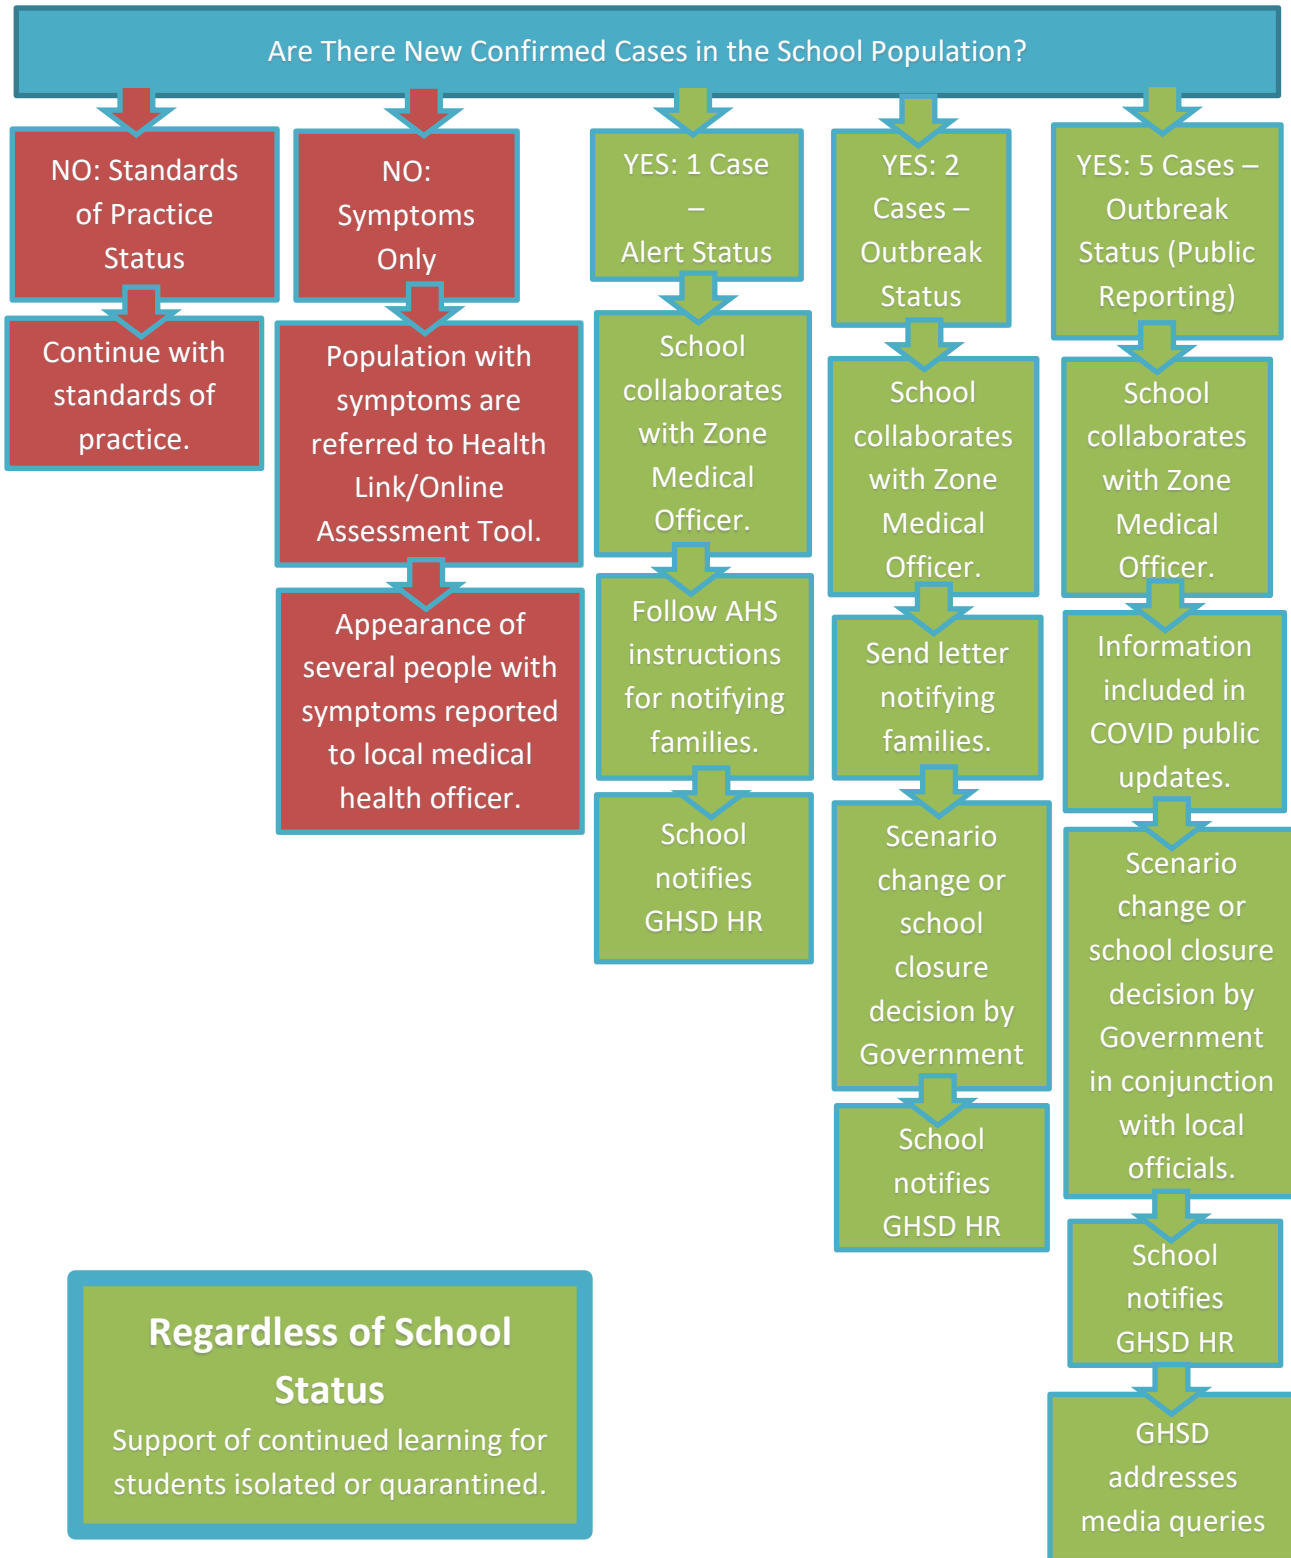 Are There New Confirmed Cases in the School Population?
NO: Standards
of Practice
Status
Continue with
standards of
practice.
NO:
Symptoms
Only
Population with
symptoms are
referred to Health
Link/Online
Assessment Tool.
Appearance of
several people with
symptoms reported
to local medical
health officer.
YES: 1 Case
–
Alert Status
School
collaborates
with Zone
Medical
Officer.
Follow AHS
instructions
for notifying
families.
School
notifies
GHSD HR
YES: 2
Cases –
Outbreak
Status
School
collaborates
with Zone
Medical
Officer.
Send letter
notifying
families.
Scenario
change or
school
closure
decision by
Government
School
notifies
GHSD HR
YES: 5 Cases –
Outbreak
Status (Public
Reporting)
School
collaborates
with Zone
Medical
Officer.
Information
included in
COVID public
updates.
Scenario
change or
school closure
decision by
Government
in conjunction
with local
officials.
School
notifies
GHSD HR
GHSD
addresses
media queries
Regardless of School
Status
Support of continued learning for
students isolated or quarantined.